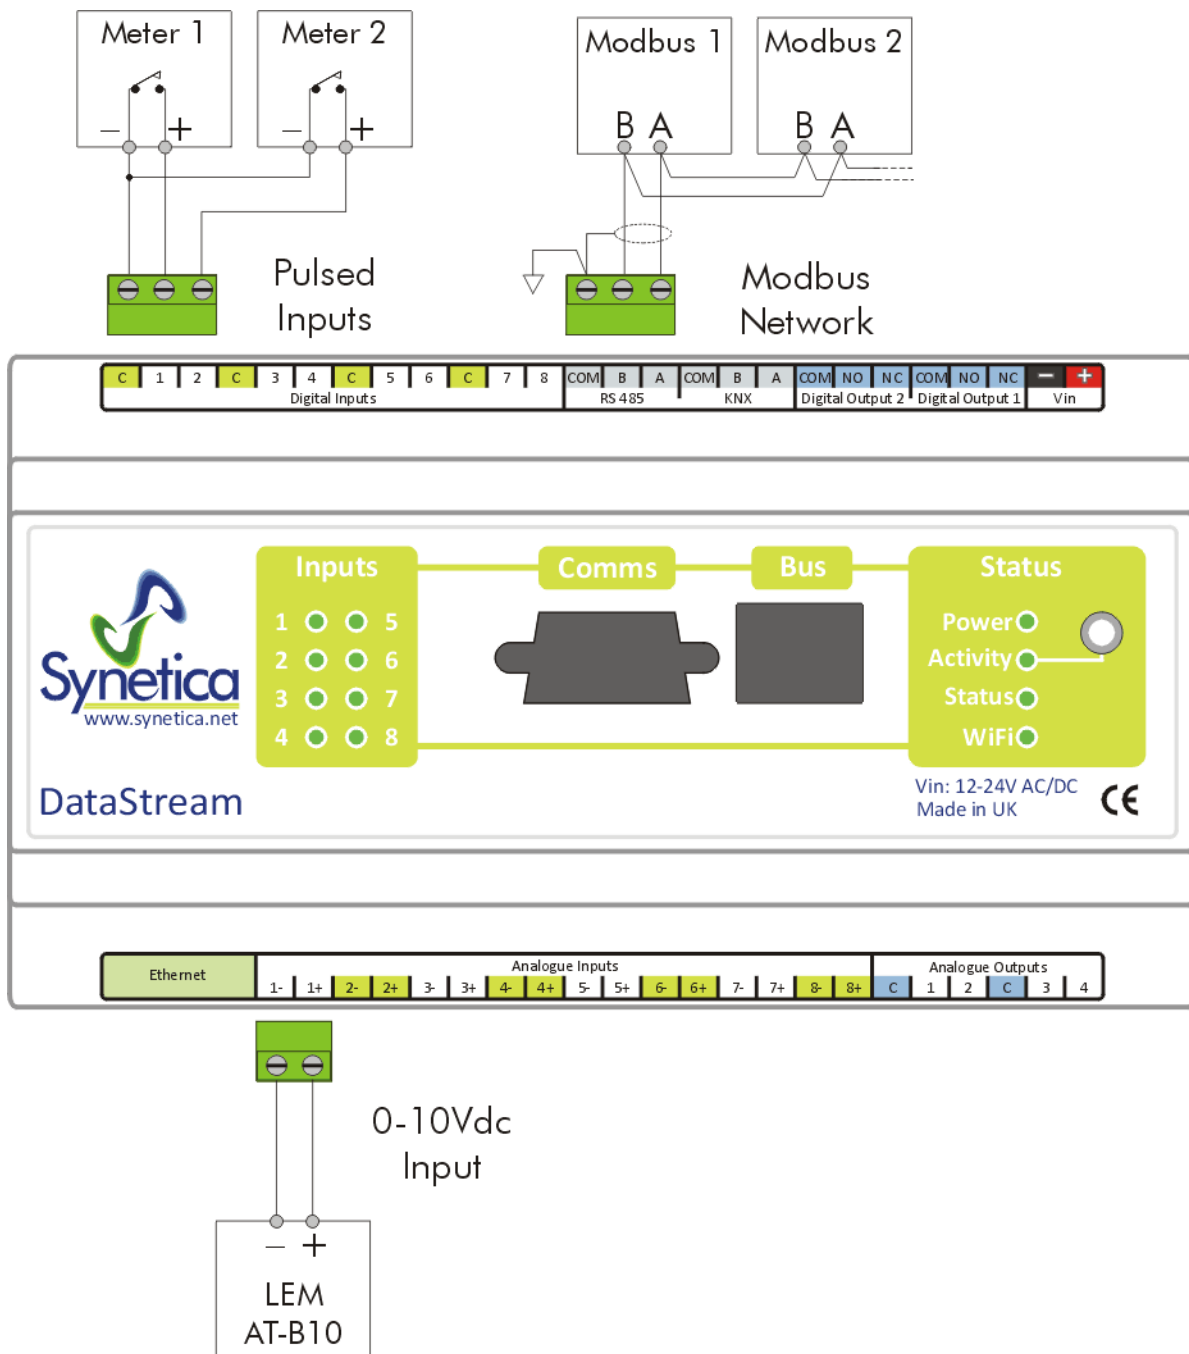 Meter 1 Meter 2 Modbus 1 Modbus 2
B A B A
− + − +
Pulsed
Inputs
Modbus
Network
C 1 2 C 3 4 C 5 6 C 7 8 COM B A COM B A COM NO NC COM NO NC − +
Digital Inputs RS 485 KNX Digital Output 2 Digital Output 1 Vin
Inputs Comms Bus Status
1 5 Power
2 6 Activity
3 7 Status
4 8 WiFi
Synetica
www.synetica.net
DataStream
Vin: 12-24V AC/DC
Made in UK CE
Ethernet Analogue Inputs Analogue Outputs
1- 1+ 2- 2+ 3- 3+ 4- 4+ 5- 5+ 6- 6+ 7- 7+ 8- 8+ C 1 2 C 3 4
0-10Vdc
Input
− +
LEM
AT-B10